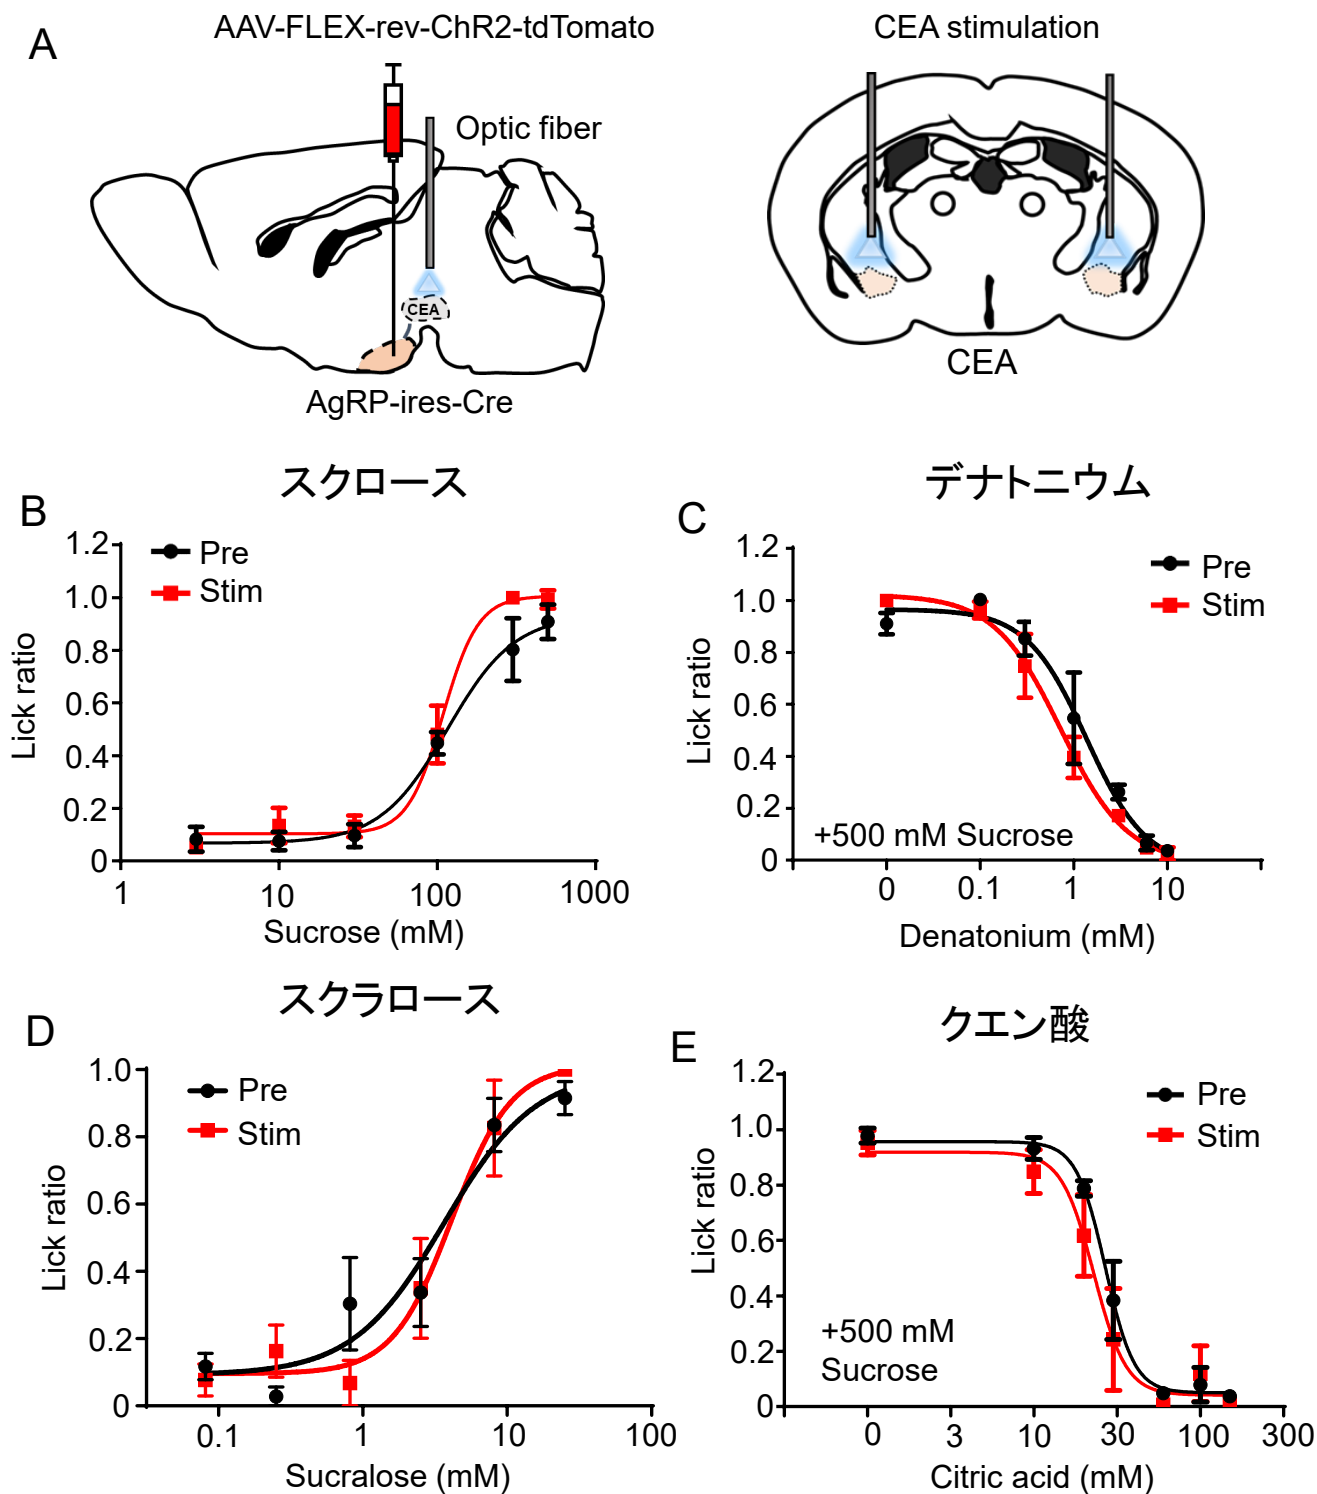 A
AAV-FLEX-rev-ChR2-tdTomato
CEA stimulation
Optic fiber
CEA
AgRP-ires-Cre
CEA
スクロース
B
1.2
1.0
0.8
0.6
0.4
0.2
0
Lick ratio
Pre
Stim
1 10 100 1000
Sucrose (mM)
デナトニウム
C
1.2
1.0
0.8
0.6
0.4
0.2
0
Lick ratio
Pre
Stim
+500 mM Sucrose
0 0.1 1 10
Denatonium (mM)
スクラロース
D
1.0
0.8
0.6
0.4
0.2
0
Lick ratio
Pre
Stim
0.1 1 10 100
Sucralose (mM)
クエン酸
E
1.2
1.0
0.8
0.6
0.4
0.2
0
Lick ratio
Pre
Stim
+500 mM
Sucrose
0 3 10 30 100 300
Citric acid (mM)